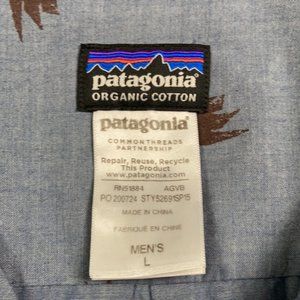 patagonia
ORGANIC COTTON
patagonia
COMMONTHREADS
PARTNERSHIP
Repair, Reuse, Recycle
This Product
www.patagonia.com
RN51884 AGVB
PO 200724 STY52691SP15
MADE IN CHINA
FABRIQUÉ EN CHINE
MEN'S
L